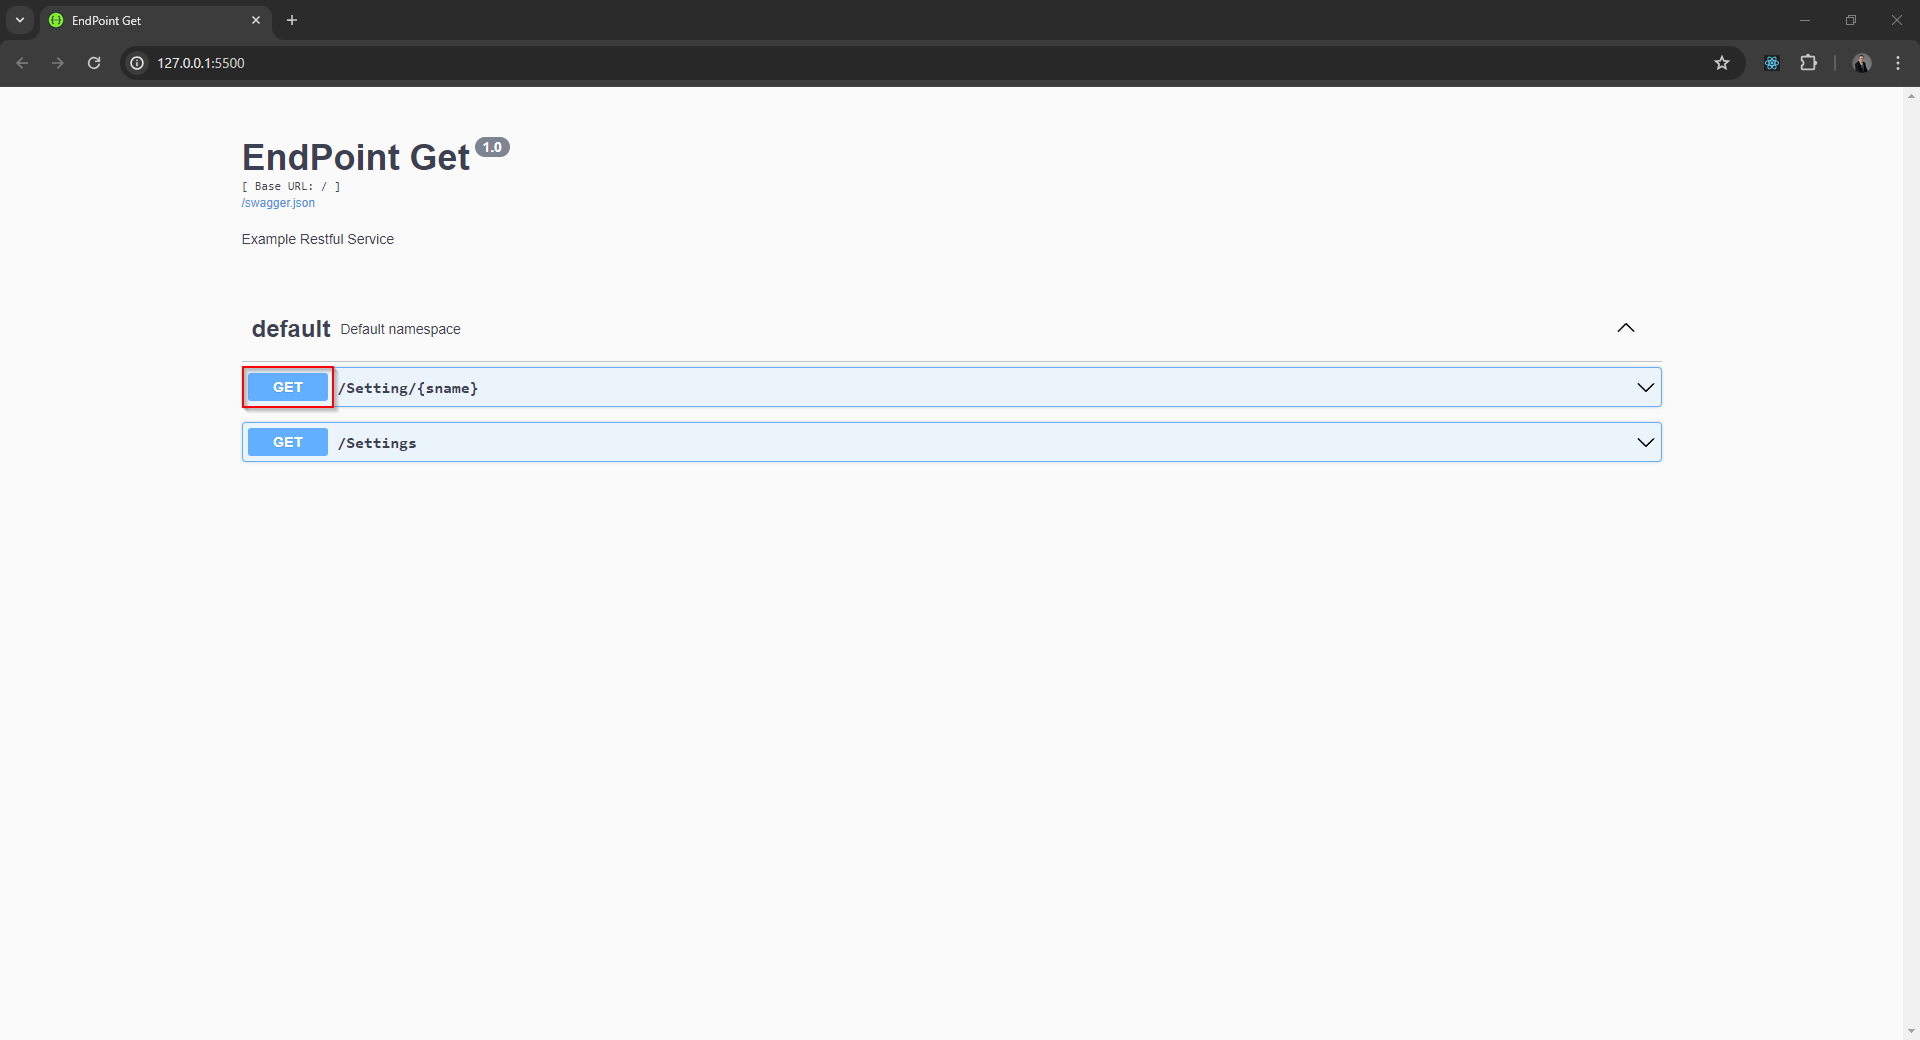 EndPoint Get
127.0.0.1:5500
EndPoint Get 1.0
[ Base URL: / ]
/swagger.json
Example Restful Service
default Default namespace
GET /Setting/{sname}
GET /Settings